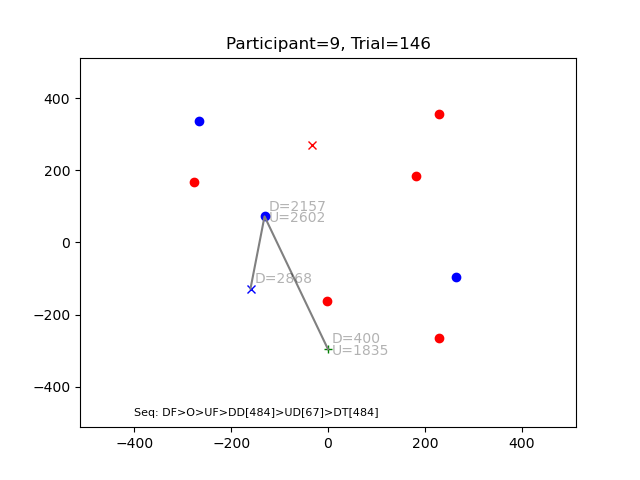 Participant=9, Trial=146
400
200
0
−200
−400
−400
−200
0
200
400
D=2157
U=2602
D=2868
D=400
U=1835
Seq: DF>O>UF>DD[484]>UD[67]>DT[484]